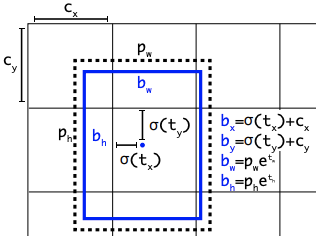 cx
cy
pw
bw
ph
bh
σ(ty)
σ(tx)
bx=σ(tx)+cx
by=σ(ty)+cy
bw=pwe^tw
bh=phe^th